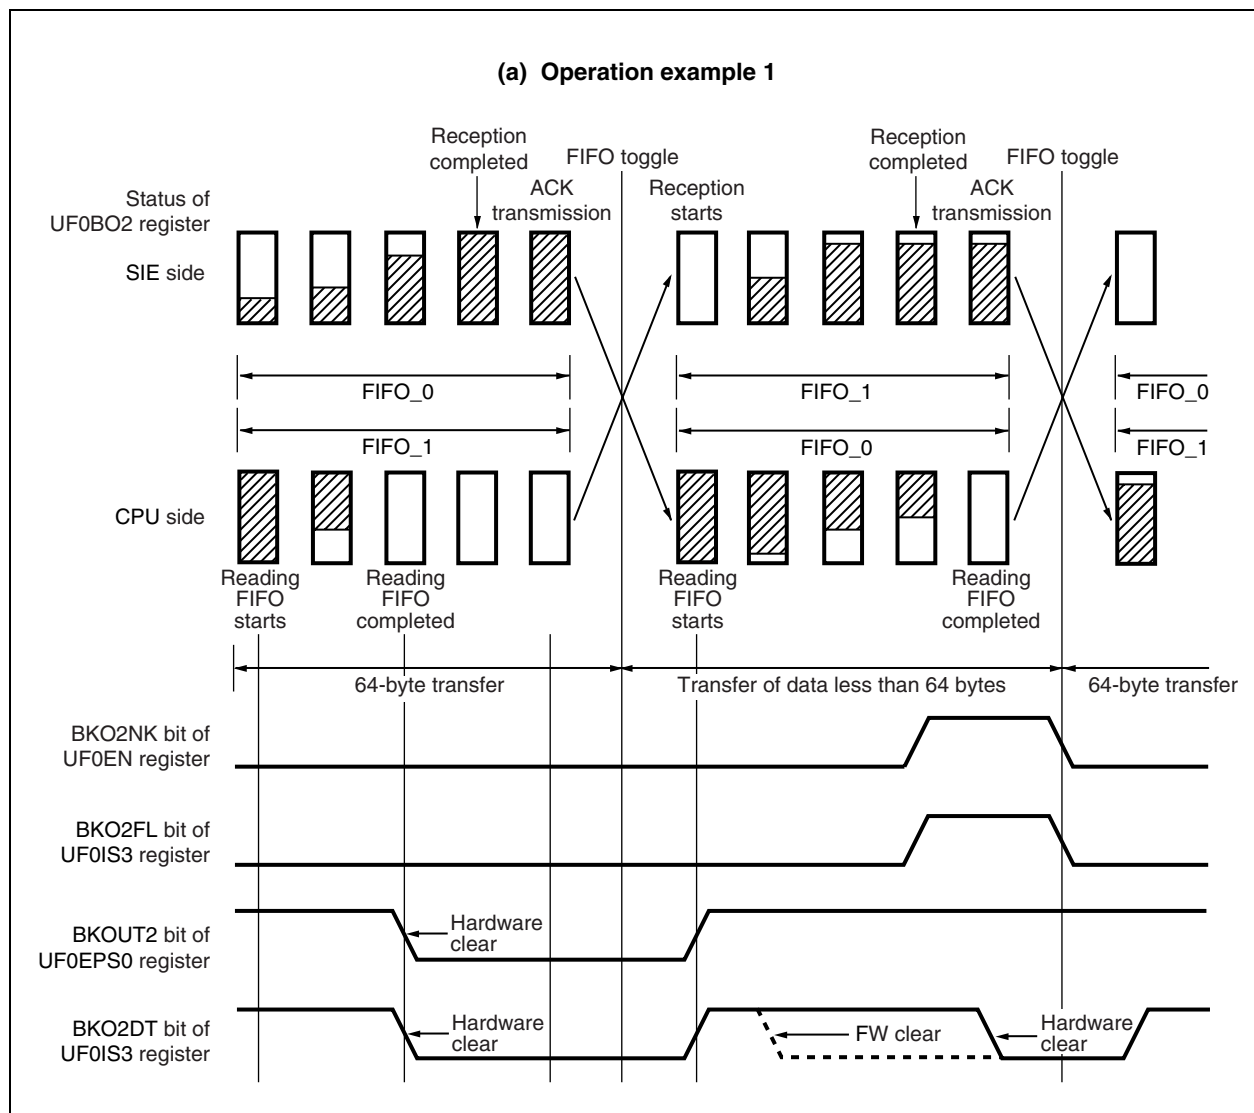 (a) Operation example 1
Reception
completed
FIFO toggle
Reception
completed
FIFO toggle
Status of
UF0BO2 register
ACK
transmission
Reception
starts
ACK
transmission
SIE side
FIFO_0
FIFO_1
FIFO_0
FIFO_1
FIFO_0
FIFO_1
CPU side
Reading
FIFO
starts
Reading
FIFO
completed
Reading
FIFO
starts
Reading
FIFO
completed
64-byte transfer
Transfer of data less than 64 bytes
64-byte transfer
BKO2NK bit of
UF0EN register
BKO2FL bit of
UF0IS3 register
BKOUT2 bit of
UF0EPS0 register
Hardware
clear
BKO2DT bit of
UF0IS3 register
Hardware
clear
FW clear
Hardware
clear